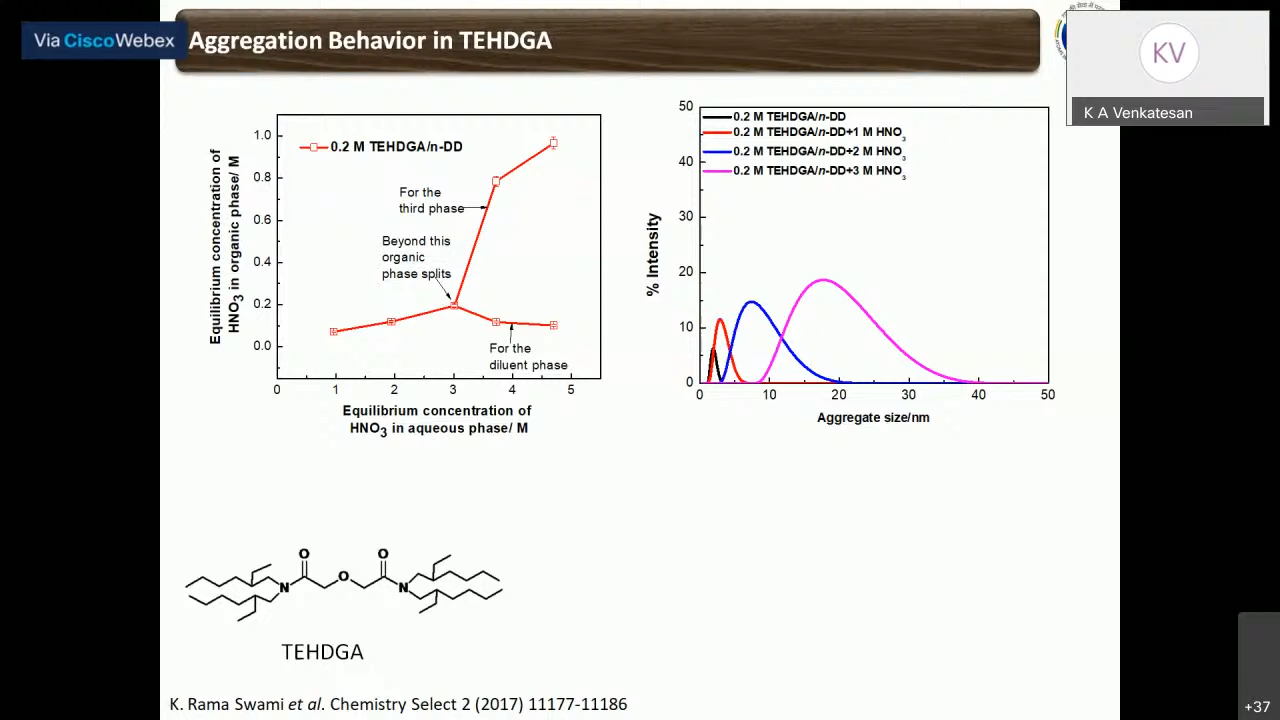 Via CiscoWebex
Aggregation Behavior in TEHDGA
KV
K A Venkatesan
Equilibrium concentration of
HNO3 in organic phase/ M
1.0
0.8
0.6
0.4
0.2
0.0
0.2 M TEHDGA/n-DD
For the
third phase
Beyond this
organic
phase splits
For the
diluent phase
0 1 2 3 4 5
Equilibrium concentration of
HNO3 in aqueous phase/ M
% Intensity
50
40
30
20
10
0
0.2 M TEHDGA/n-DD
0.2 M TEHDGA/n-DD+1 M HNO3
0.2 M TEHDGA/n-DD+2 M HNO3
0.2 M TEHDGA/n-DD+3 M HNO3
0 10 20 30 40 50
Aggregate size/nm
O O
N O N
TEHDGA
K. Rama Swami et al. Chemistry Select 2 (2017) 11177-11186
+37